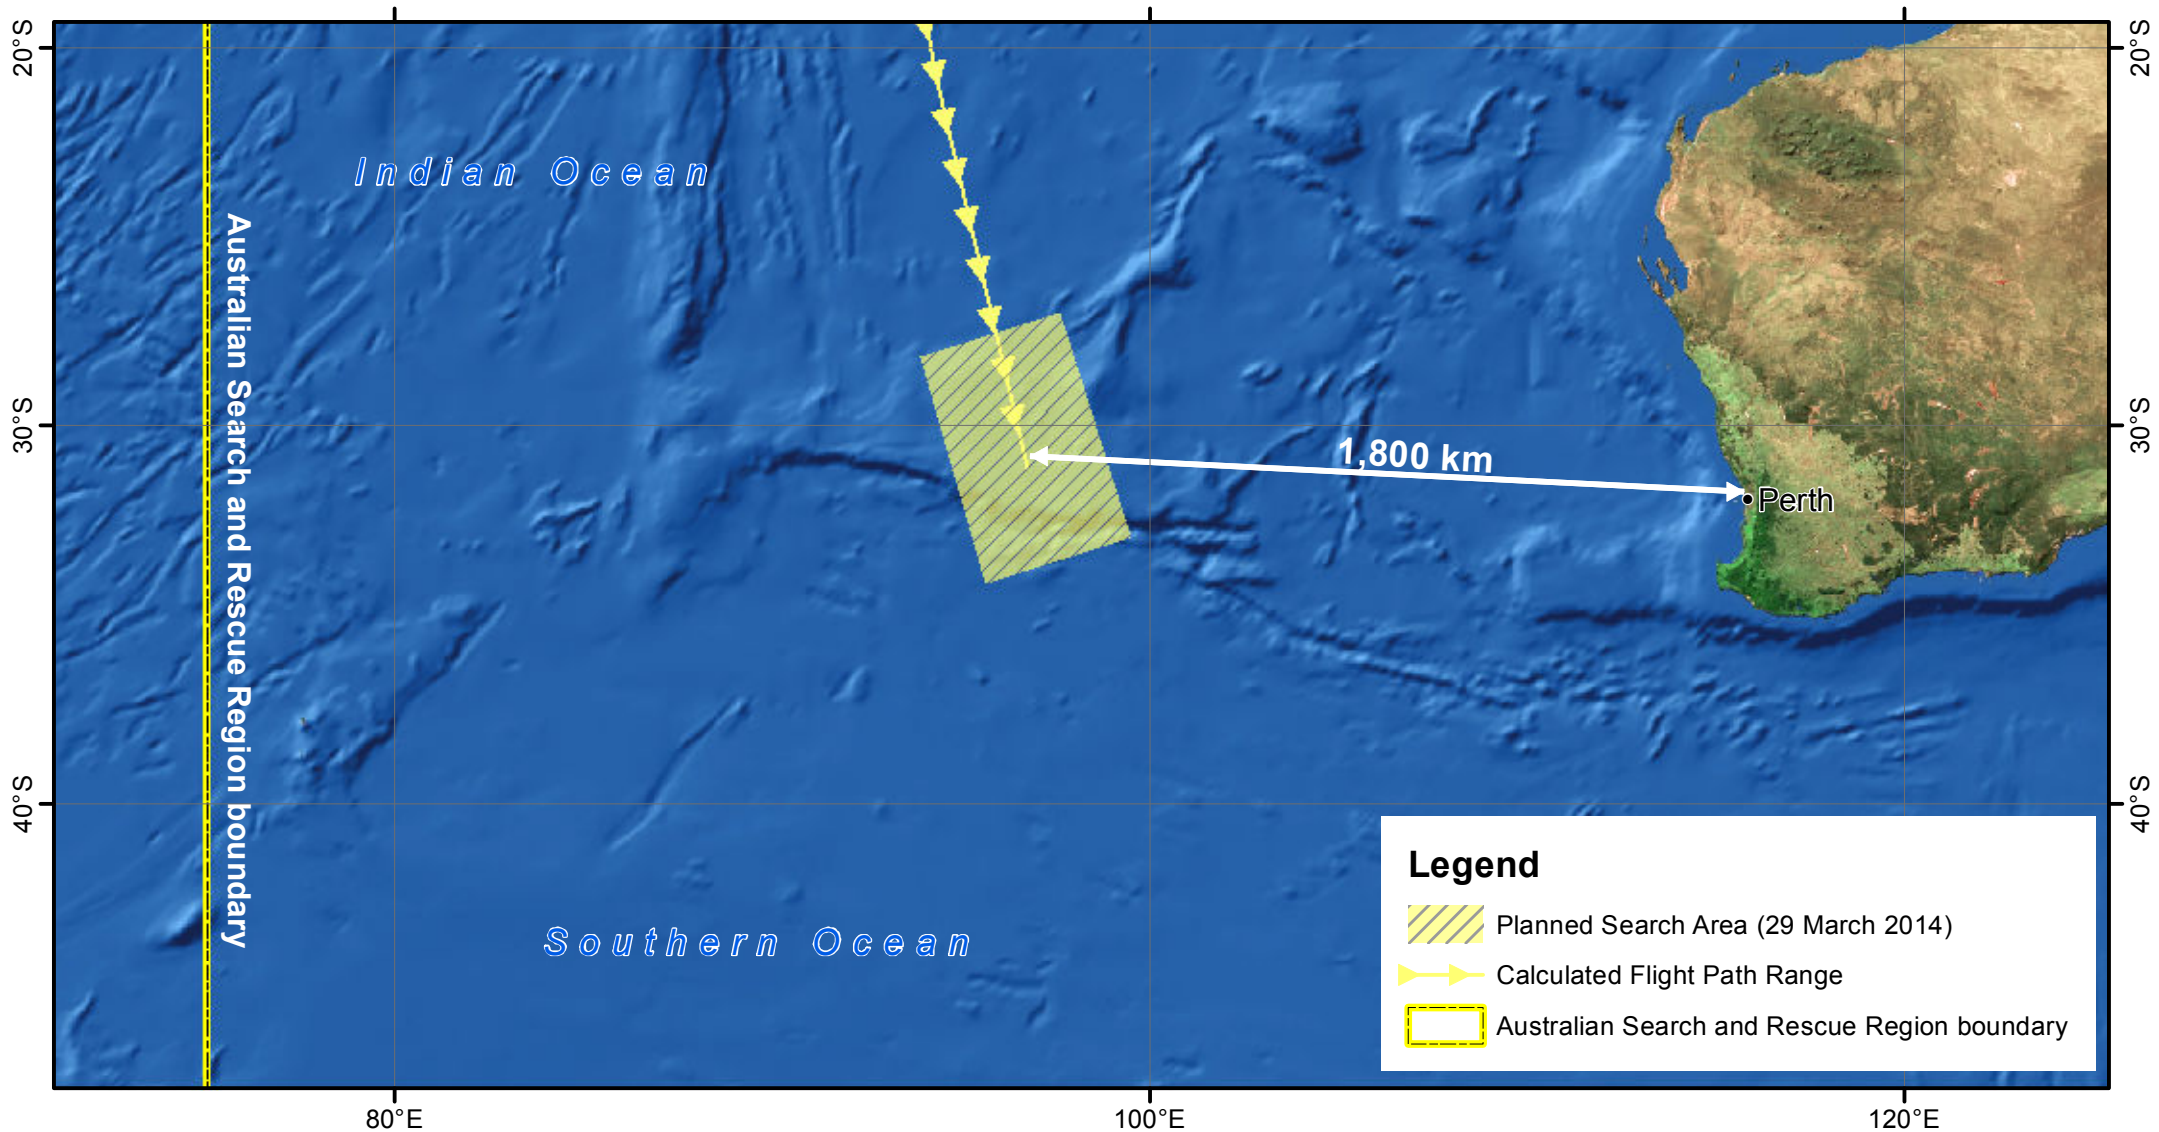 20°S
20°S
Indian Ocean
Australian Search and Rescue Region boundary
30°S
30°S
1,800 km
Perth
40°S
40°S
Legend
Planned Search Area (29 March 2014)
Southern Ocean
Calculated Flight Path Range
Australian Search and Rescue Region boundary
80°E
100°E
120°E